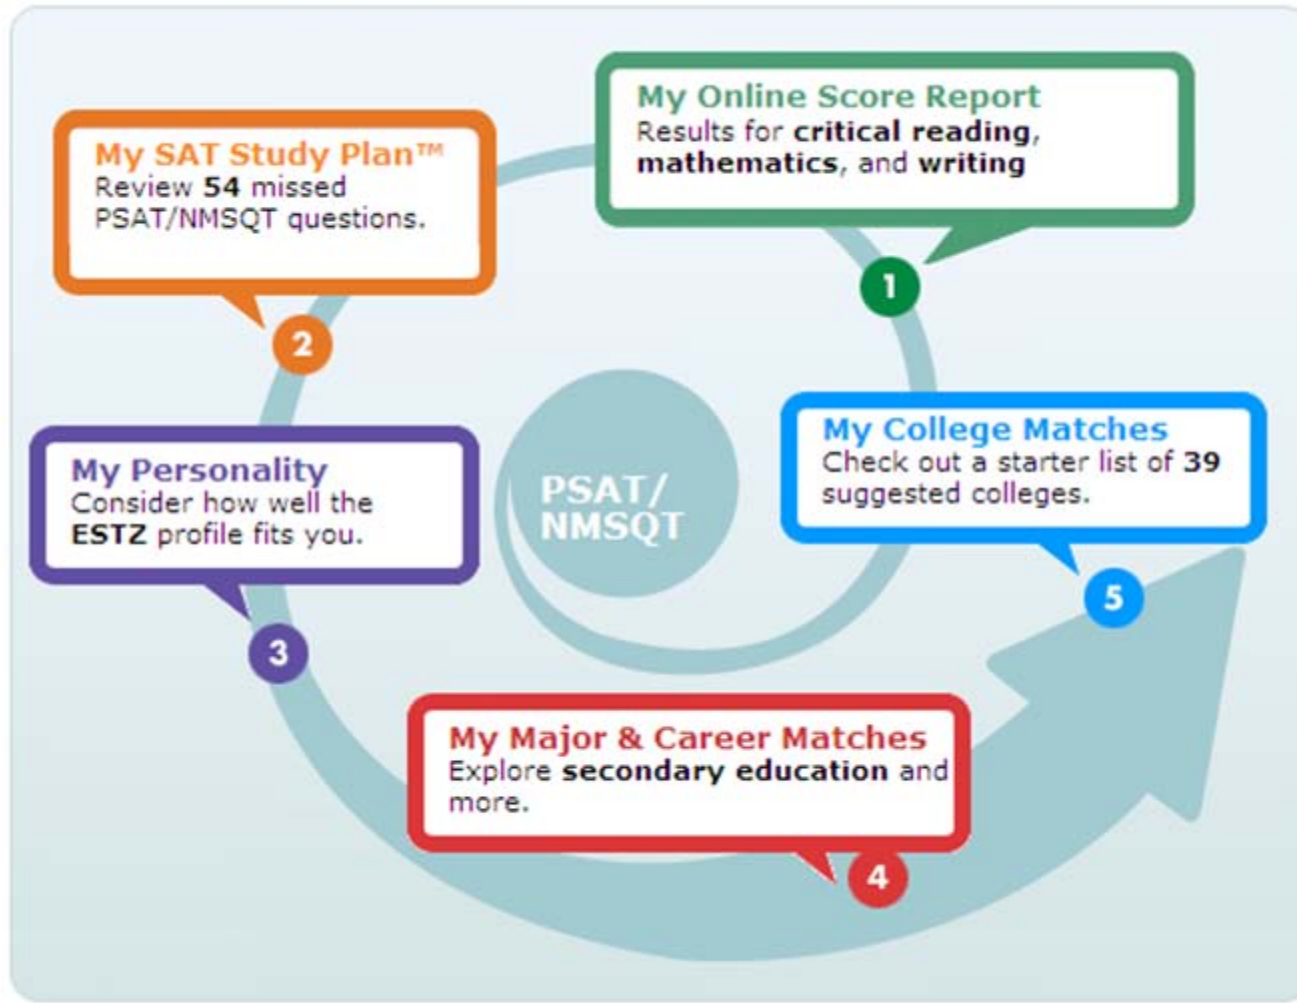 My Online Score Report
Results for critical reading,
mathematics, and writing
1
My SAT Study Plan™
Review 54 missed
PSAT/NMSQT questions.
2
My Personality
Consider how well the
ESTZ profile fits you.
3
My Major & Career Matches
Explore secondary education and
more.
4
My College Matches
Check out a starter list of 39
suggested colleges.
5
PSAT/
NMSQT